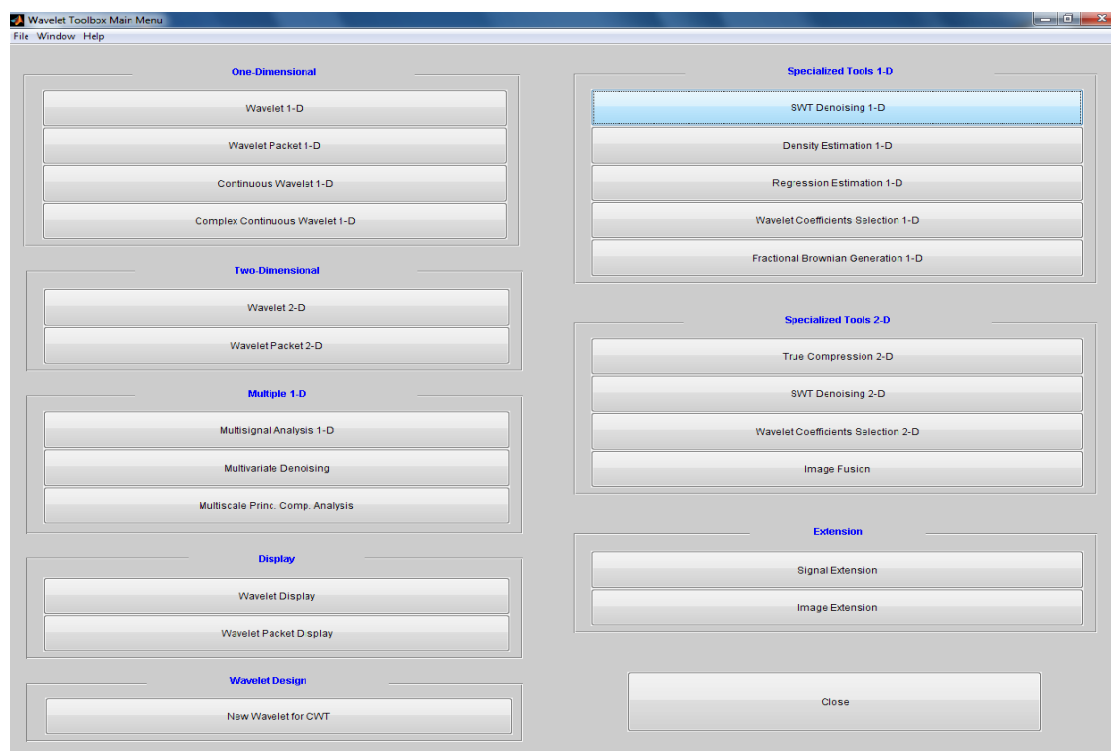 Wavelet Toolbox Main Menu
File Window Help
One-Dimensional
Wavelet 1-D
Wavelet Packet 1-D
Continuous Wavelet 1-D
Complex Continuous Wavelet 1-D
Two-Dimensional
Wavelet 2-D
Wavelet Packet 2-D
Multiple 1-D
Multisignal Analysis 1-D
Multivariate Denoising
Multiscale Princ. Comp. Analysis
Display
Wavelet Display
Wavelet Packet Display
Wavelet Design
New Wavelet for CWT
Specialized Tools 1-D
SWT Denoising 1-D
Density Estimation 1-D
Regression Estimation 1-D
Wavelet Coefficients Selection 1-D
Fractional Brownian Generation 1-D
Specialized Tools 2-D
True Compression 2-D
SWT Denoising 2-D
Wavelet Coefficients Selection 2-D
Image Fusion
Extension
Signal Extension
Image Extension
Close